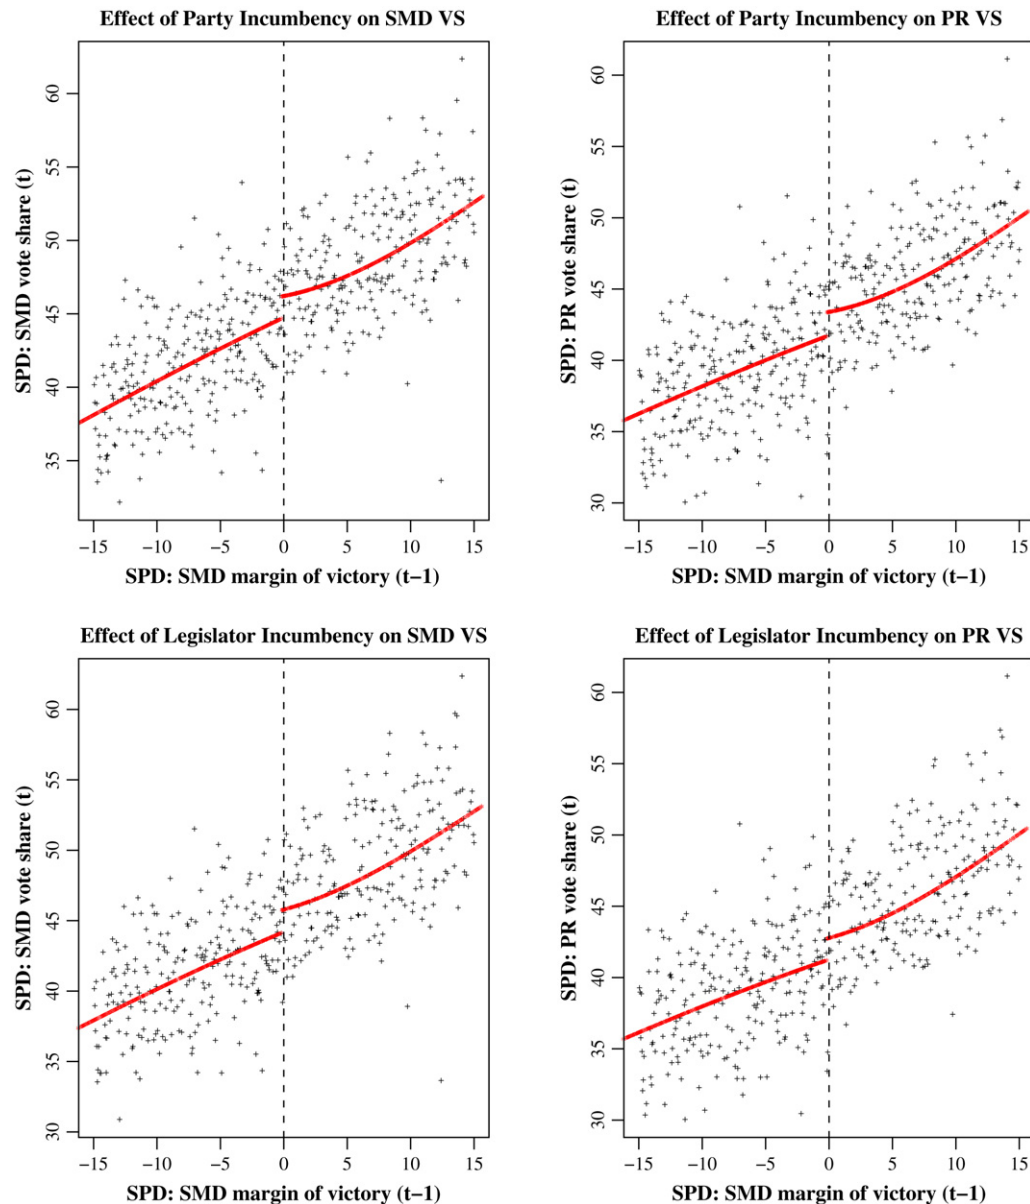 Effect of Party Incumbency on SMD VS
SPD: SMD vote share (t)
60
55
50
45
40
35
−15 −10 −5 0 5 10 15
SPD: SMD margin of victory (t−1)
Effect of Party Incumbency on PR VS
SPD: PR vote share (t)
60
55
50
45
40
35
30
−15 −10 −5 0 5 10 15
SPD: SMD margin of victory (t−1)
Effect of Legislator Incumbency on SMD VS
SPD: SMD vote share (t)
60
55
50
45
40
35
30
−15 −10 −5 0 5 10 15
SPD: SMD margin of victory (t−1)
Effect of Legislator Incumbency on PR VS
SPD: PR vote share (t)
60
55
50
45
40
35
30
−15 −10 −5 0 5 10 15
SPD: SMD margin of victory (t−1)